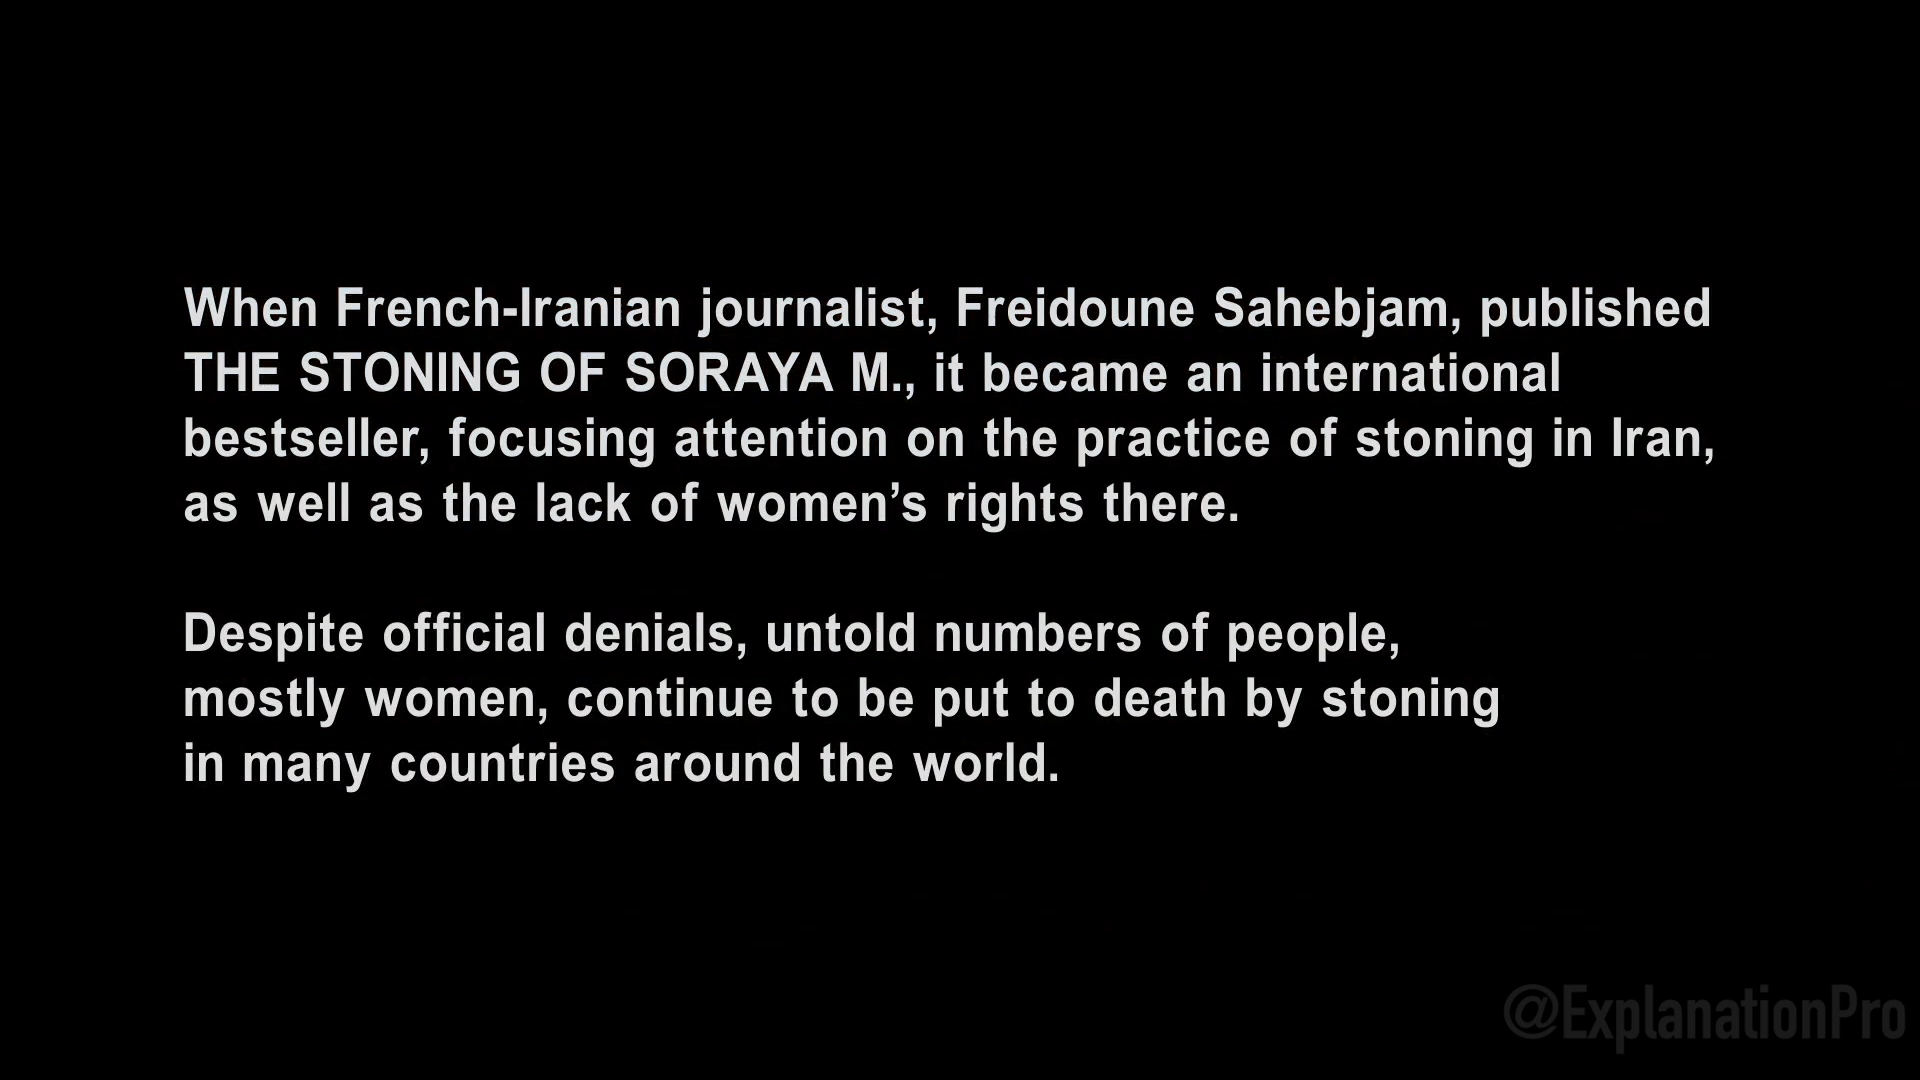 When French-Iranian journalist, Freidoune Sahebjam, published
THE STONING OF SORAYA M., it became an international
bestseller, focusing attention on the practice of stoning in Iran,
as well as the lack of women’s rights there.
Despite official denials, untold numbers of people,
mostly women, continue to be put to death by stoning
in many countries around the world.
@ExplanationPro